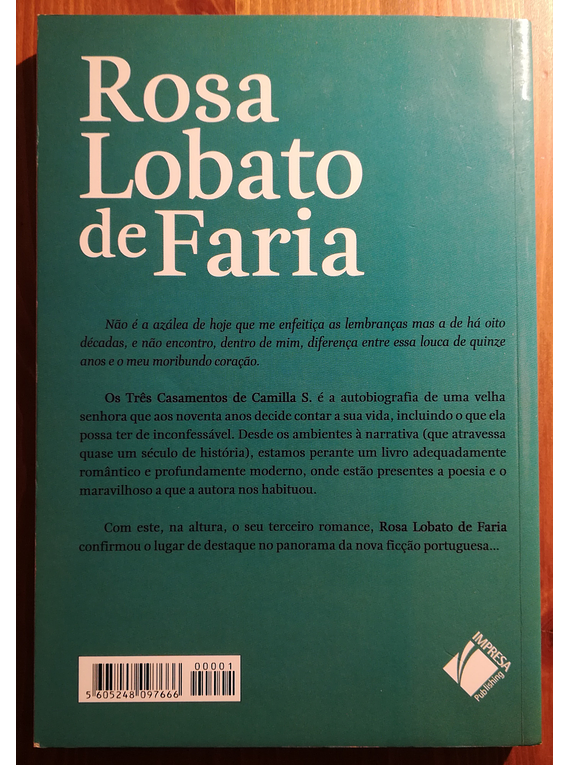 Rosa
Lobato
de Faria
Não é a azálea de hoje que me enfeitiça as lembranças mas a de há oito
décadas, e não encontro, dentro de mim, diferença entre essa louca de quinze
anos e o meu moribundo coração.
Os Três Casamentos de Camilla S. é a autobiografia de uma velha
senhora que aos noventa anos decide contar a sua vida, incluindo o que ela
possa ter de inconfessável. Desde os ambientes à narrativa (que atravessa
quase um século de história), estamos perante um livro adequadamente
romântico e profundamente moderno, onde estão presentes a poesia e o
maravilhoso a que a autora nos habituou.
Com este, na altura, o seu terceiro romance, Rosa Lobato de Faria
confirmou o lugar de destaque no panorama da nova ficção portuguesa...
00001
5 605248 097666
IMPRESA
Publishing